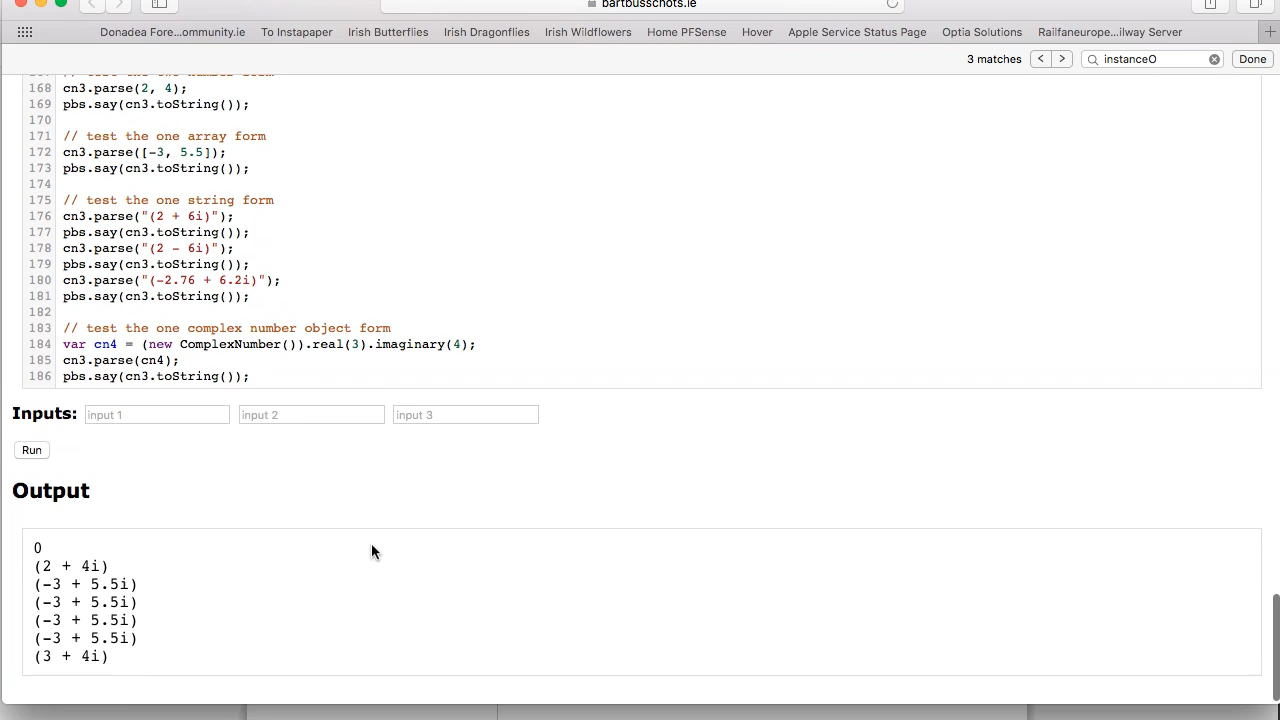 bartbusschots.ie
Donadea Fore...ommunity.ie To Instapaper Irish Butterflies Irish Dragonflies Irish Wildflowers Home PFSense Hover Apple Service Status Page Optia Solutions Railfaneurope...ilway Server
3 matches instanceO Done
168 cn3.parse(2, 4);
169 pbs.say(cn3.toString());
170
171 // test the one array form
172 cn3.parse([-3, 5.5]);
173 pbs.say(cn3.toString());
174
175 // test the one string form
176 cn3.parse("(2 + 6i)");
177 pbs.say(cn3.toString());
178 cn3.parse("(2 - 6i)");
179 pbs.say(cn3.toString());
180 cn3.parse("(-2.76 + 6.2i)");
181 pbs.say(cn3.toString());
182
183 // test the one complex number object form
184 var cn4 = (new ComplexNumber()).real(3).imaginary(4);
185 cn3.parse(cn4);
186 pbs.say(cn3.toString());
Inputs: input 1 input 2 input 3
Run
Output
0
(2 + 4i)
(-3 + 5.5i)
(-3 + 5.5i)
(-3 + 5.5i)
(-3 + 5.5i)
(3 + 4i)